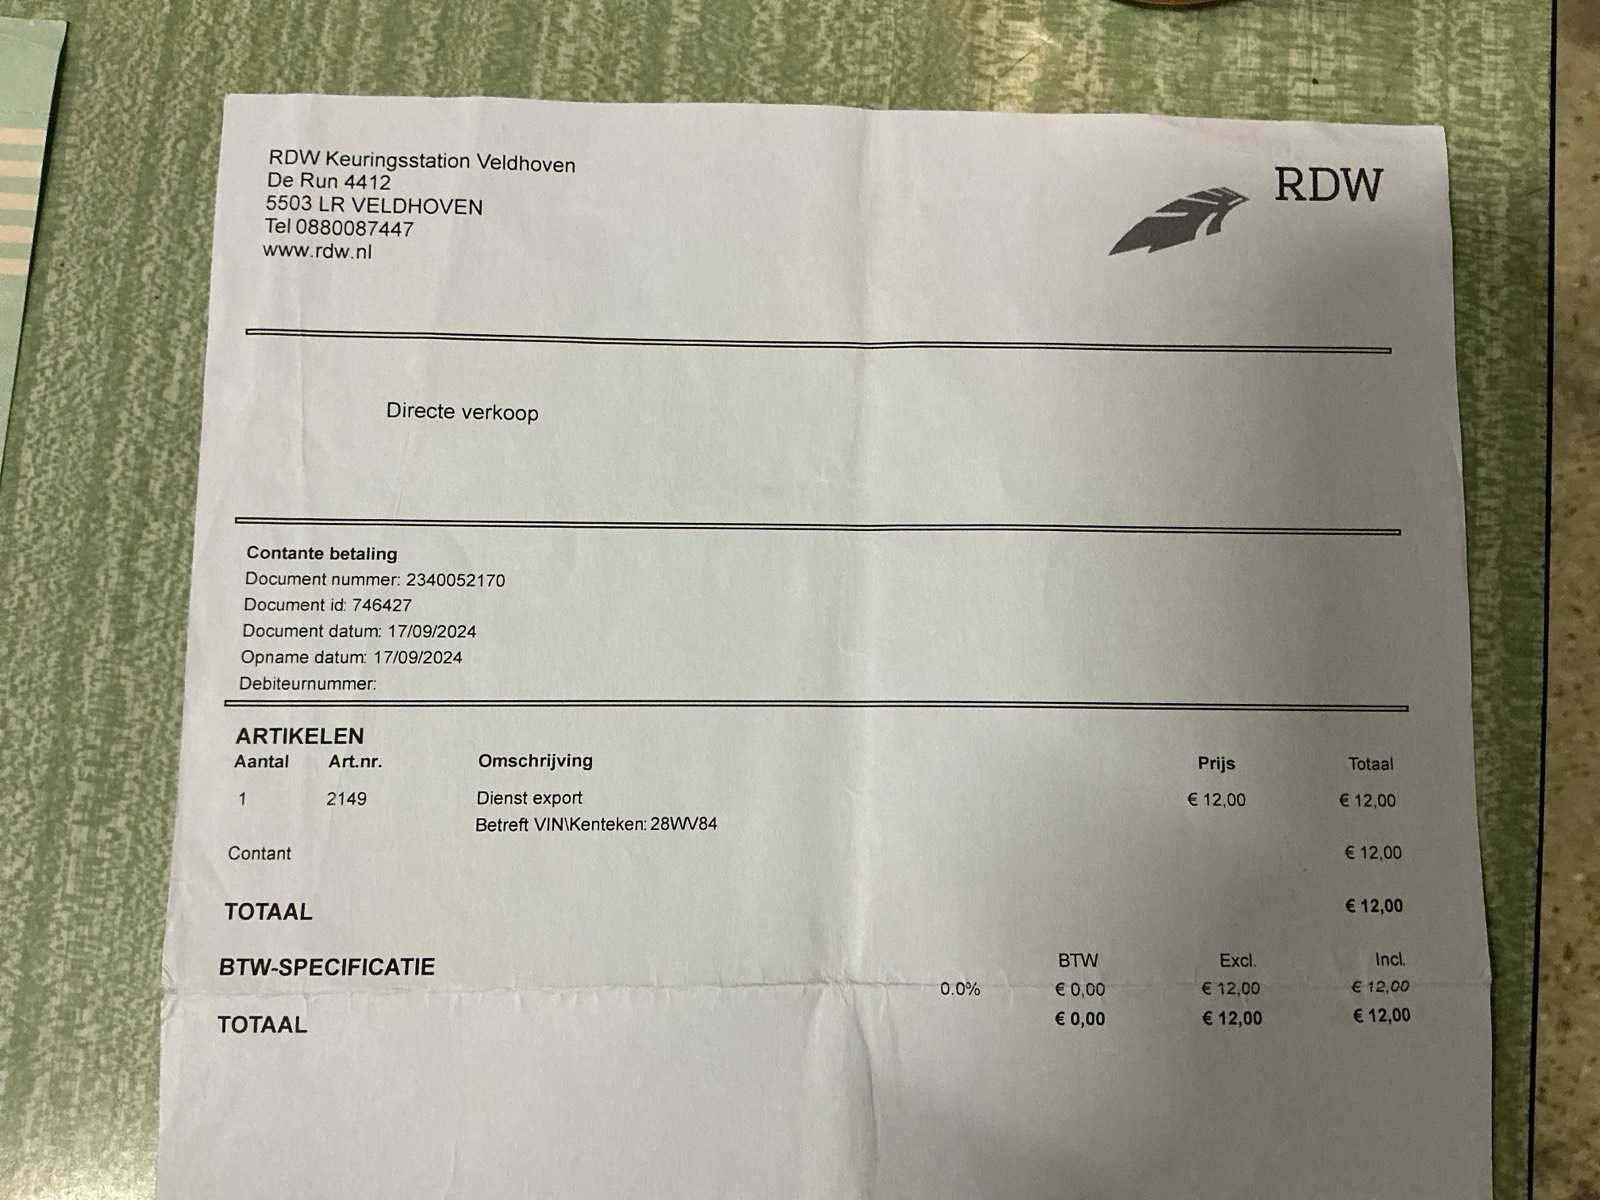 RDW Keuringsstation Veldhoven
De Run 4412
5503 LR VELDHOVEN
Tel 0880087447
www.rdw.nl
RDW
Directe verkoop
Contante betaling
Document nummer: 2340052170
Document id: 746427
Document datum: 17/09/2024
Opname datum: 17/09/2024
Debiteurnummer:
ARTIKELEN
Aantal Art.nr. Omschrijving Prijs Totaal
1 2149 Dienst export € 12,00 € 12,00
Betreft VIN\Kenteken: 28WV84
Contant € 12,00
TOTAAL € 12,00
BTW-SPECIFICATIE BTW Excl. Incl.
0.0% € 0,00 € 12,00 € 12,00
TOTAAL € 0,00 € 12,00 € 12,00